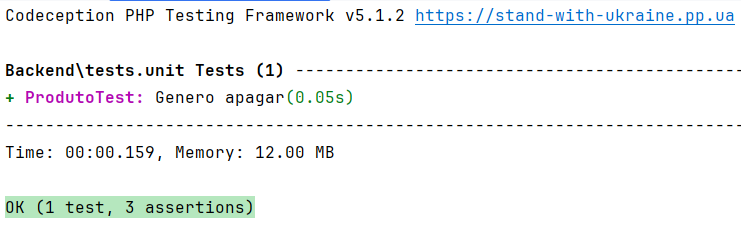 Codeception PHP Testing Framework v5.1.2 https://stand-with-ukraine.pp.ua
Backend\tests.unit Tests (1) ---------------------------------------------
+ ProdutoTest: Genero apagar(0.05s)
--------------------------------------------------------------------------
Time: 00:00.159, Memory: 12.00 MB
OK (1 test, 3 assertions)